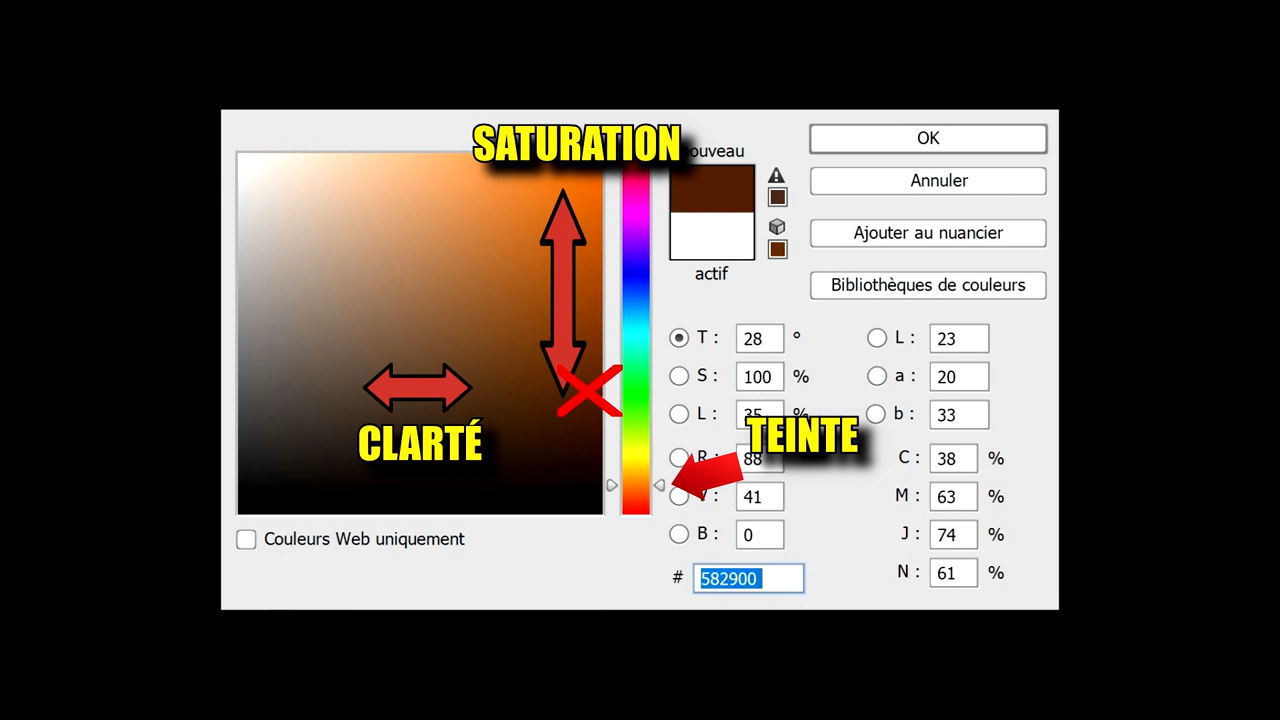 SATURATION
ouveau
OK
Annuler
Ajouter au nuancier
actif
Bibliothèques de couleurs
T : 28 °
L : 23
S : 100 %
a : 20
L : 35 %
b : 33
CLARTÉ
TEINTE
R : 88
C : 38 %
V : 41
M : 63 %
B : 0
J : 74 %
Couleurs Web uniquement
# 582900
N : 61 %